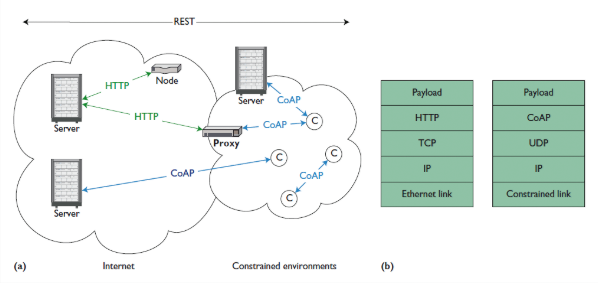 REST
HTTP
Node
Server
HTTP
Server
CoAP
CoAP
C
Proxy
C
C
CoAP
CoAP
C
Server
(a)
Internet
Constrained environments
Payload
HTTP
TCP
IP
Ethernet link
Payload
CoAP
UDP
IP
Constrained link
(b)